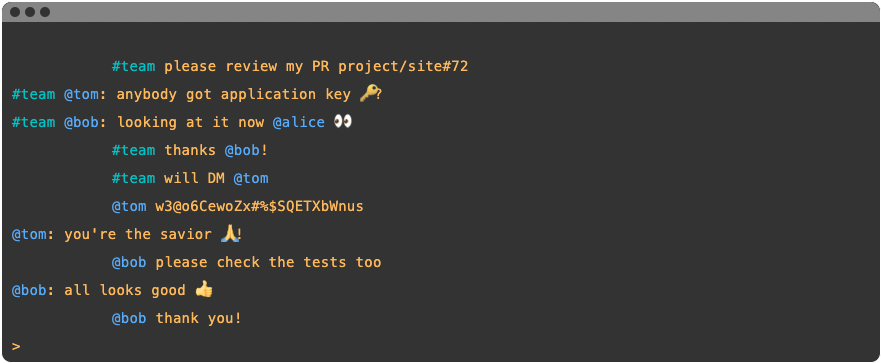 #team please review my PR project/site#72
#team @tom: anybody got application key 🔑?
#team @bob: looking at it now @alice 👀
#team thanks @bob!
#team will DM @tom
@tom w3@o6CewoZx#%$SQETXbWnus
@tom: you're the savior 🙏!
@bob please check the tests too
@bob: all looks good 👍
@bob thank you!
>